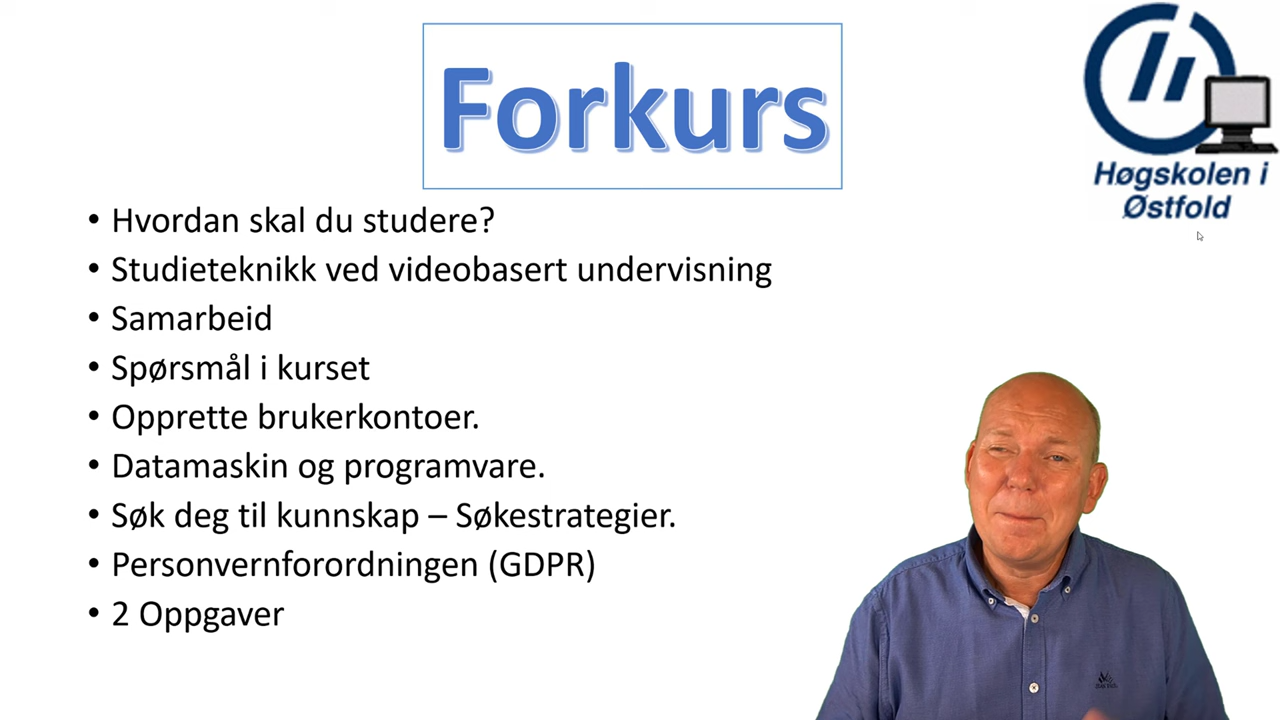 Forkurs
Høgskolen i
Østfold
• Hvordan skal du studere?
• Studieteknikk ved videobasert undervisning
• Samarbeid
• Spørsmål i kurset
• Opprette brukerkontoer.
• Datamaskin og programvare.
• Søk deg til kunnskap – Søkestrategier.
• Personvernforordningen (GDPR)
• 2 Oppgaver